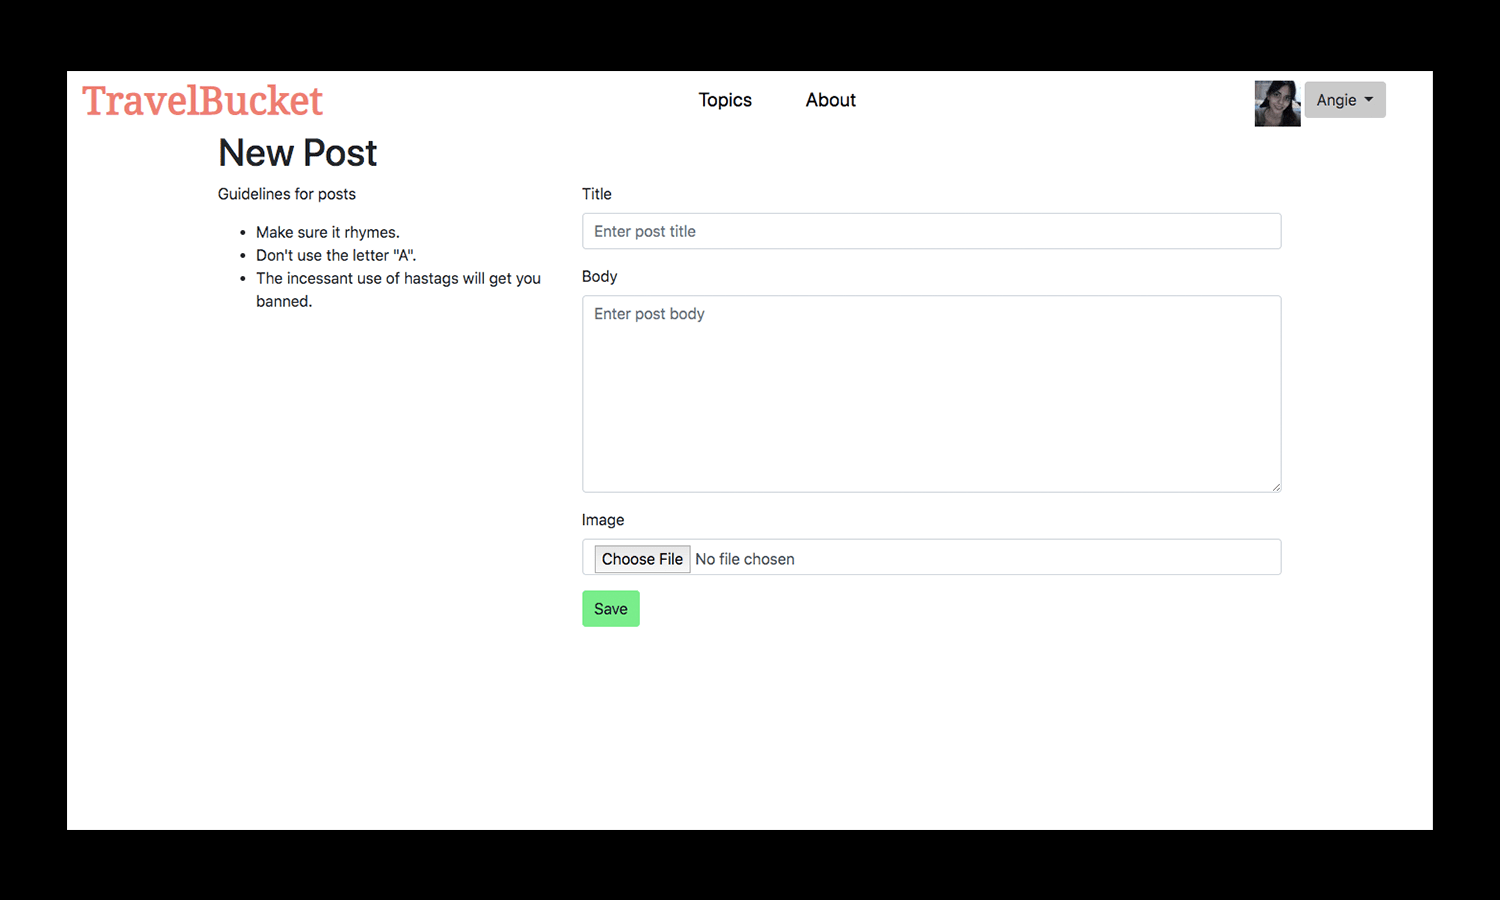 TravelBucket
Topics
About
Angie
New Post
Guidelines for posts
Make sure it rhymes.
Don't use the letter "A".
The incessant use of hastags will get you
banned.
Title
Enter post title
Body
Enter post body
Image
Choose File No file chosen
Save